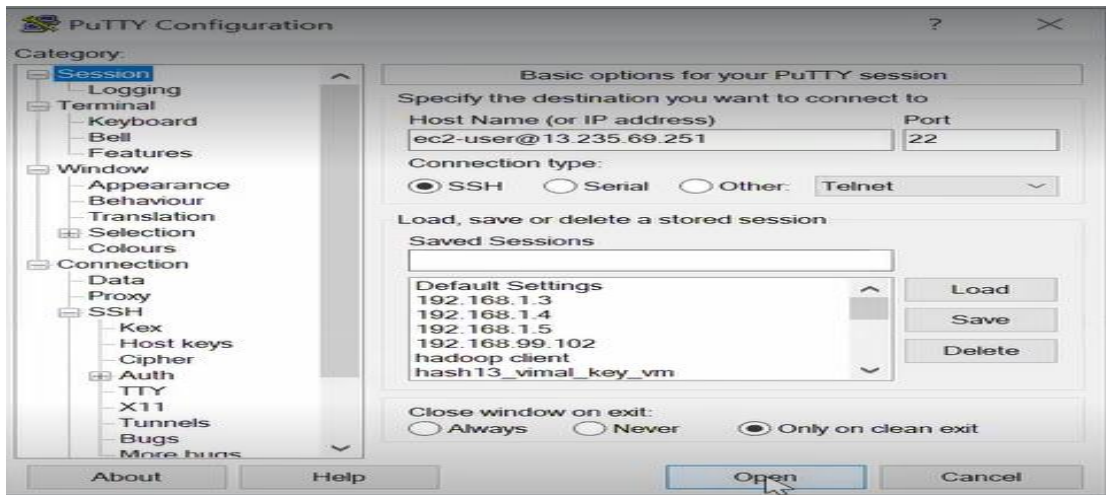 PuTTY Configuration
?
Category:
Session
Logging
Terminal
Keyboard
Bell
Features
Window
Appearance
Behaviour
Translation
Selection
Colours
Connection
Data
Proxy
SSH
Kex
Host keys
Cipher
Auth
TTY
X11
Tunnels
Bugs
More bugs
Basic options for your PuTTY session
Specify the destination you want to connect to
Host Name (or IP address) Port
ec2-user@13.235.69.251 22
Connection type:
SSH Serial Other: Telnet
Load, save or delete a stored session
Saved Sessions
Default Settings
192.168.1.3
192.168.1.4
192.168.1.5
192.168.99.102
hadoop client
hash13_vimal_key_vm
Load
Save
Delete
Close window on exit:
Always Never Only on clean exit
About Help Open Cancel